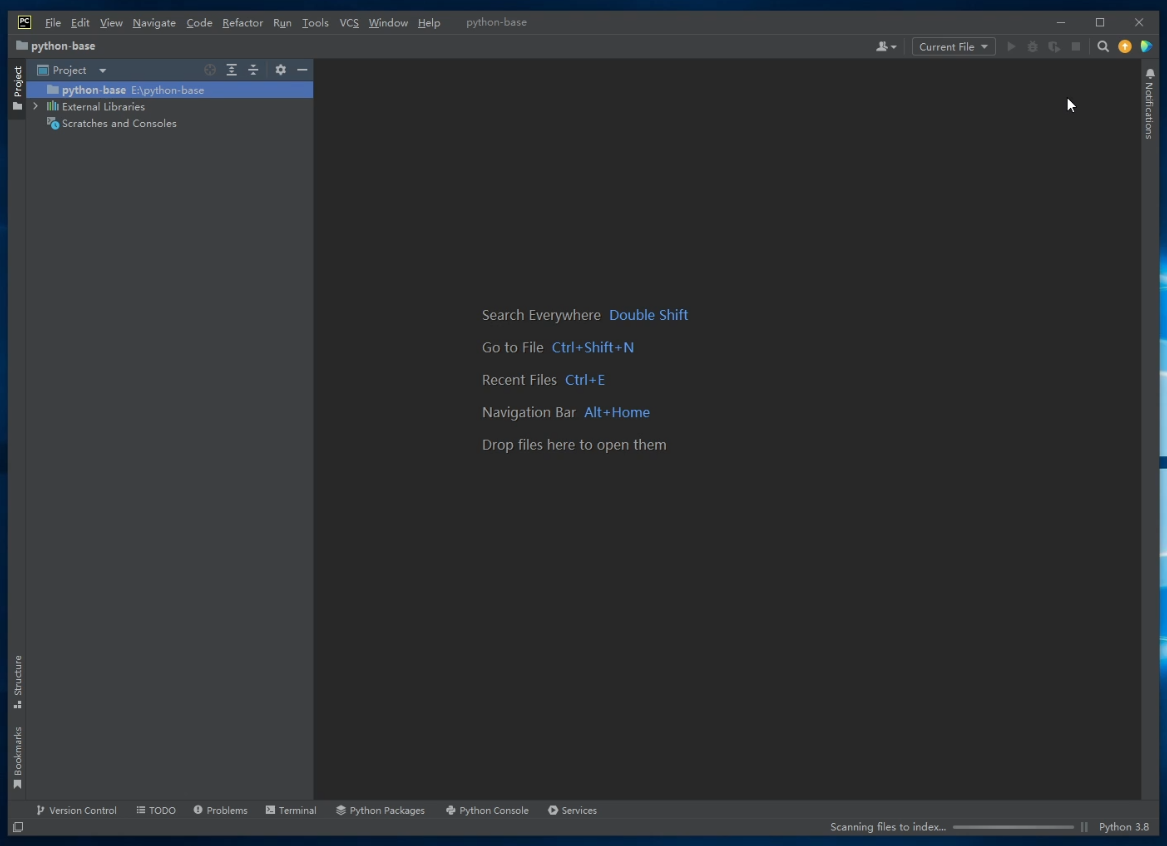 PC File Edit View Navigate Code Refactor Run Tools VCS Window Help python-base
python-base
Current File
Project
Project
python-base E:\python-base
External Libraries
Scratches and Consoles
Notifications
Search Everywhere Double Shift
Go to File Ctrl+Shift+N
Recent Files Ctrl+E
Navigation Bar Alt+Home
Drop files here to open them
Structure
Bookmarks
Version Control TODO Problems Terminal Python Packages Python Console Services
Scanning files to index... Python 3.8